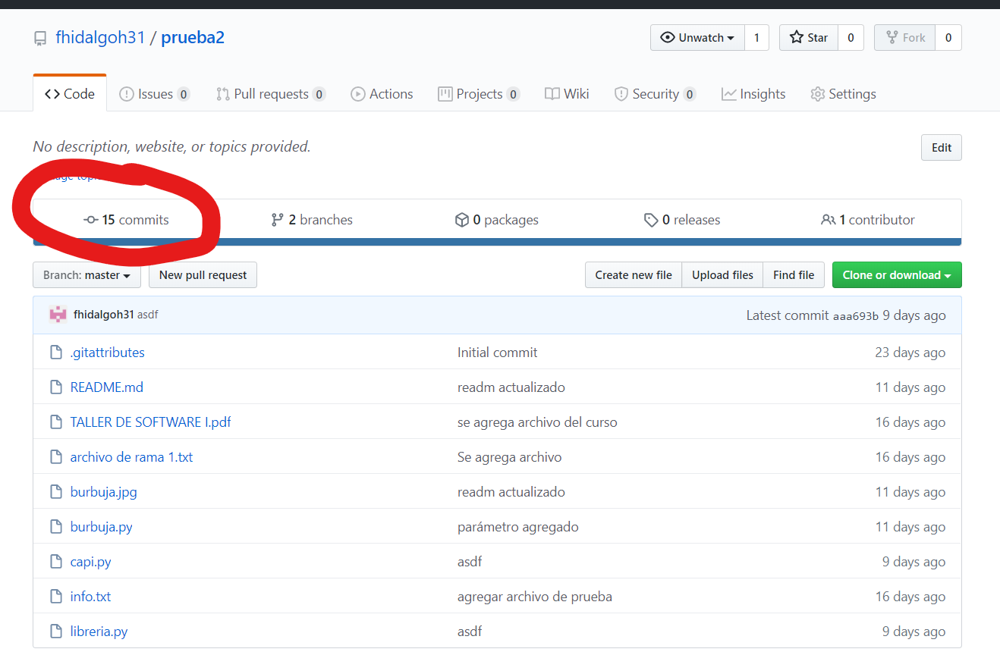 fhidalgoh31 / prueba2
Unwatch 1 Star 0 Fork 0
Code Issues 0 Pull requests 0 Actions Projects 0 Wiki Security 0 Insights Settings
No description, website, or topics provided.
Edit
15 commits 2 branches 0 packages 0 releases 1 contributor
Branch: master New pull request Create new file Upload files Find file Clone or download
fhidalgoh31 asdf Latest commit aaa693b 9 days ago
.gitattributes Initial commit 23 days ago
README.md readm actualizado 11 days ago
TALLER DE SOFTWARE I.pdf se agrega archivo del curso 16 days ago
archivo de rama 1.txt Se agrega archivo 16 days ago
burbuja.jpg readm actualizado 11 days ago
burbuja.py parámetro agregado 11 days ago
capi.py asdf 9 days ago
info.txt agregar archivo de prueba 16 days ago
libreria.py asdf 9 days ago